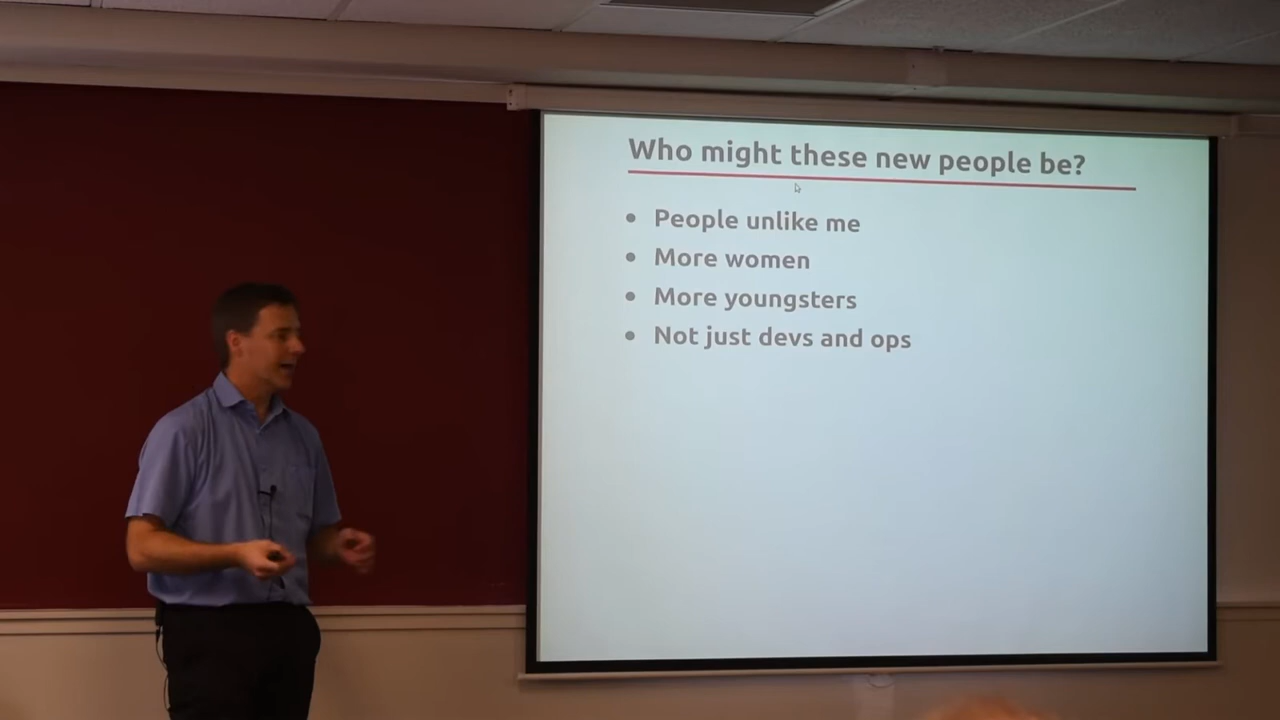 Who might these new people be?
• People unlike me
• More women
• More youngsters
• Not just devs and ops